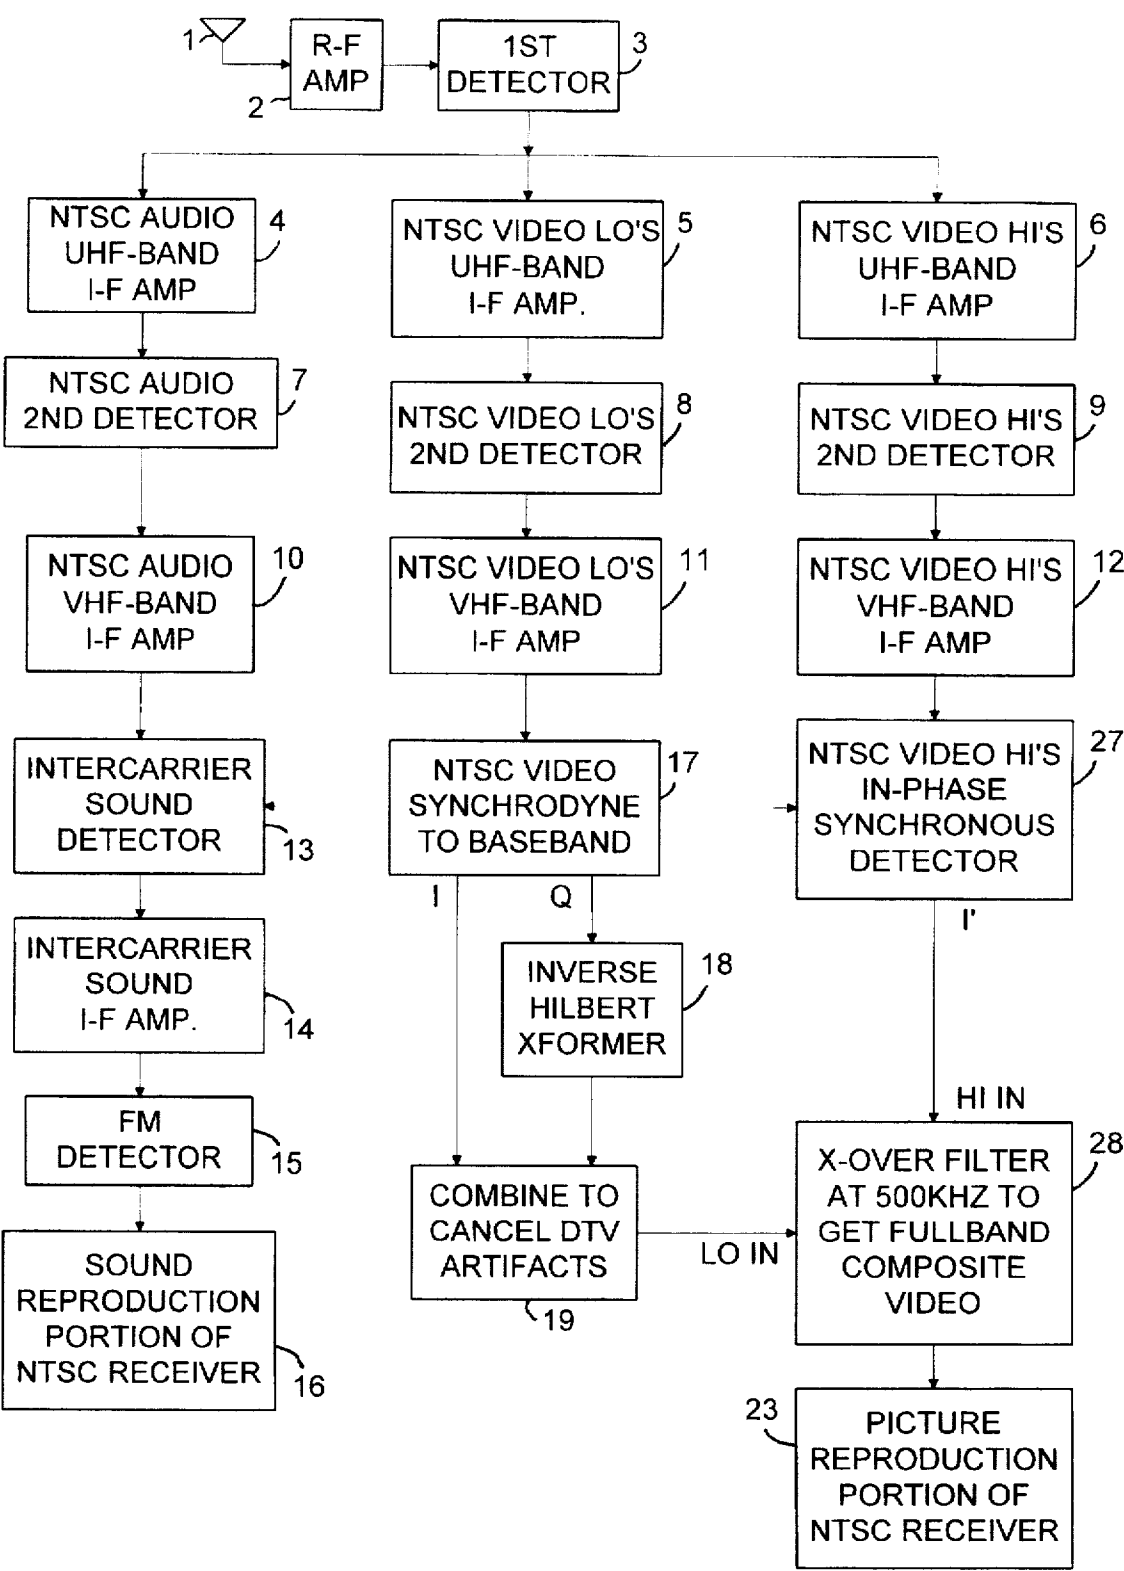 1
R-F
AMP
2
1ST
DETECTOR
3
NTSC AUDIO
UHF-BAND
I-F AMP
4
NTSC VIDEO LO'S
UHF-BAND
I-F AMP.
5
NTSC VIDEO HI'S
UHF-BAND
I-F AMP
6
NTSC AUDIO
2ND DETECTOR
7
NTSC VIDEO LO'S
2ND DETECTOR
8
NTSC VIDEO HI'S
2ND DETECTOR
9
NTSC AUDIO
VHF-BAND
I-F AMP
10
NTSC VIDEO LO'S
VHF-BAND
I-F AMP
11
NTSC VIDEO HI'S
VHF-BAND
I-F AMP
12
INTERCARRIER
SOUND
DETECTOR
13
NTSC VIDEO
SYNCHRODYNE
TO BASEBAND
17
NTSC VIDEO HI'S
IN-PHASE
SYNCHRONOUS
DETECTOR
27
I
Q
I'
INTERCARRIER
SOUND
I-F AMP.
14
INVERSE
HILBERT
XFORMER
18
HI IN
FM
DETECTOR
15
COMBINE TO
CANCEL DTV
ARTIFACTS
19
LO IN
X-OVER FILTER
AT 500KHZ TO
GET FULLBAND
COMPOSITE
VIDEO
28
SOUND
REPRODUCTION
PORTION OF
NTSC RECEIVER
16
23
PICTURE
REPRODUCTION
PORTION OF
NTSC RECEIVER